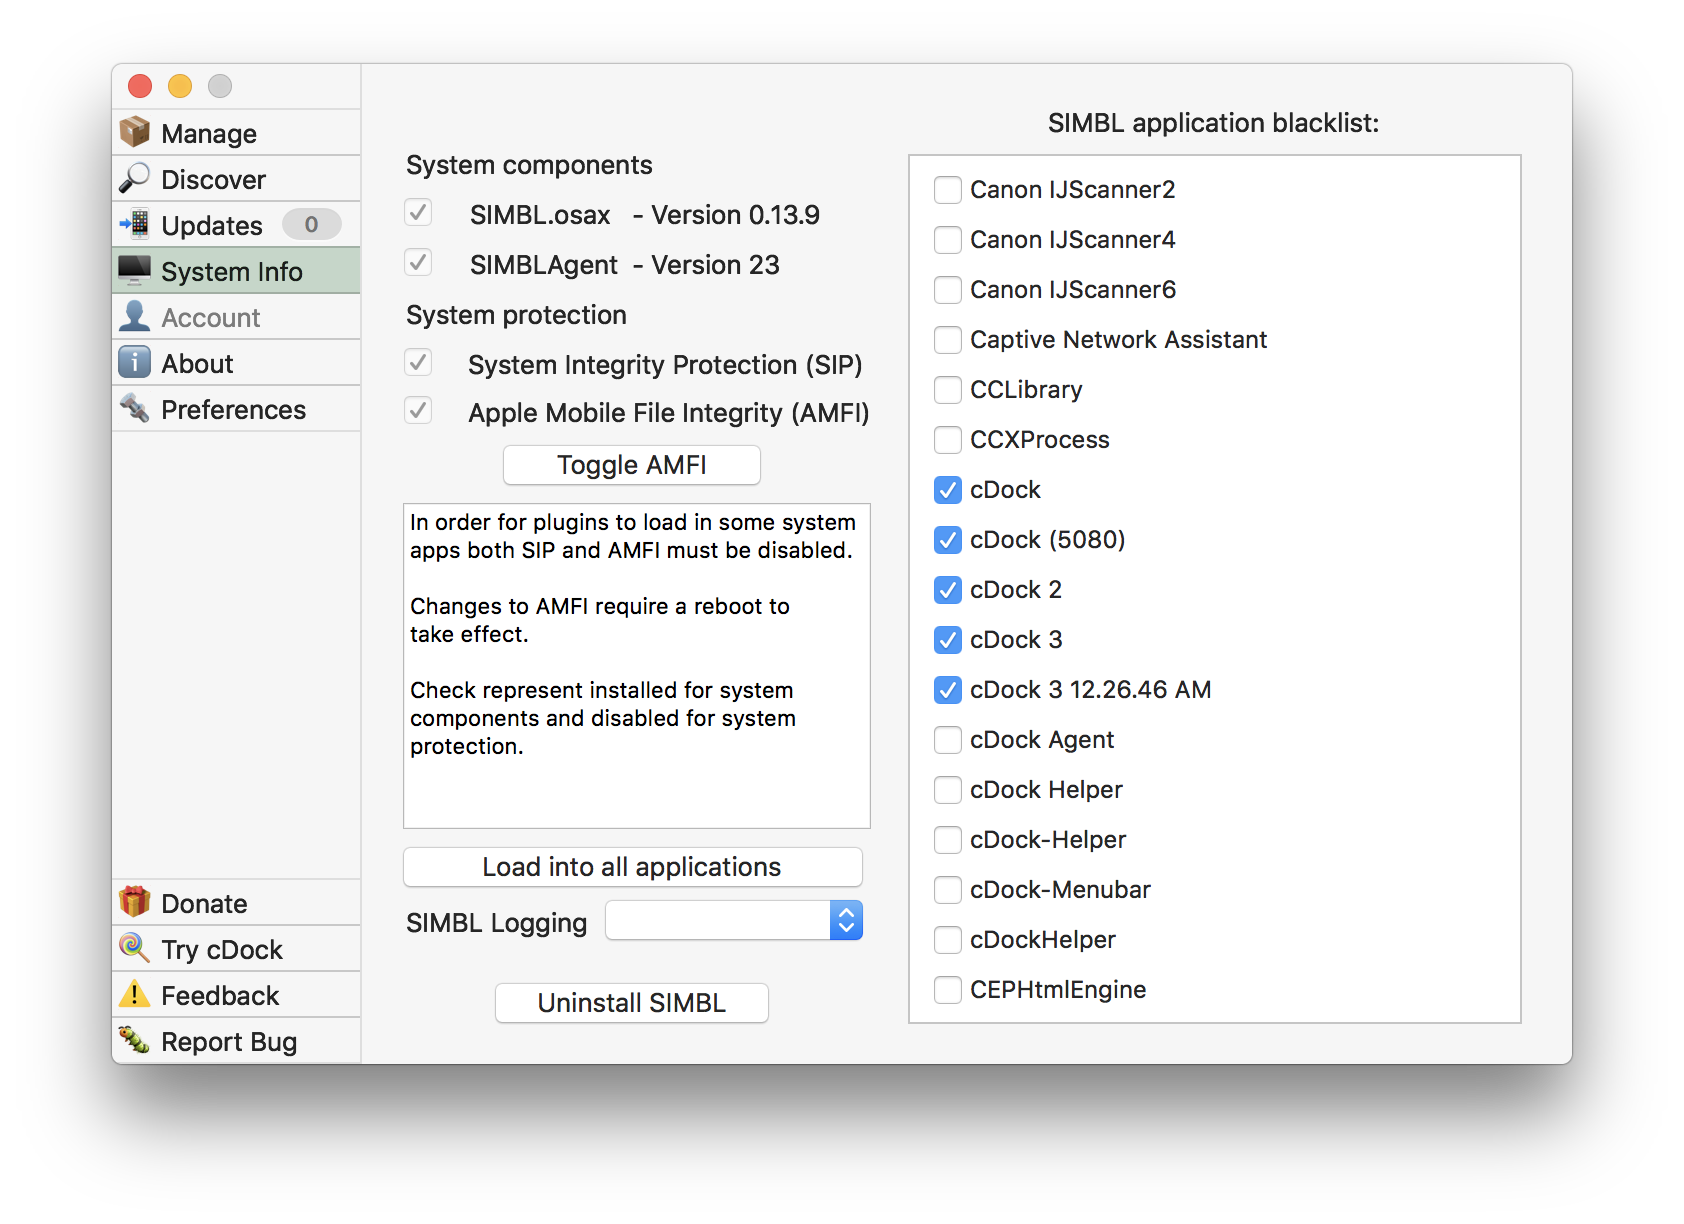 Manage
Discover
Updates 0
System Info
Account
About
Preferences
Donate
Try cDock
Feedback
Report Bug
System components
SIMBL.osax - Version 0.13.9
SIMBLAgent - Version 23
System protection
System Integrity Protection (SIP)
Apple Mobile File Integrity (AMFI)
Toggle AMFI
In order for plugins to load in some system
apps both SIP and AMFI must be disabled.
Changes to AMFI require a reboot to
take effect.
Check represent installed for system
components and disabled for system
protection.
Load into all applications
SIMBL Logging
Uninstall SIMBL
SIMBL application blacklist:
Canon IJScanner2
Canon IJScanner4
Canon IJScanner6
Captive Network Assistant
CCLibrary
CCXProcess
cDock
cDock (5080)
cDock 2
cDock 3
cDock 3 12.26.46 AM
cDock Agent
cDock Helper
cDock-Helper
cDock-Menubar
cDockHelper
CEPHtmlEngine